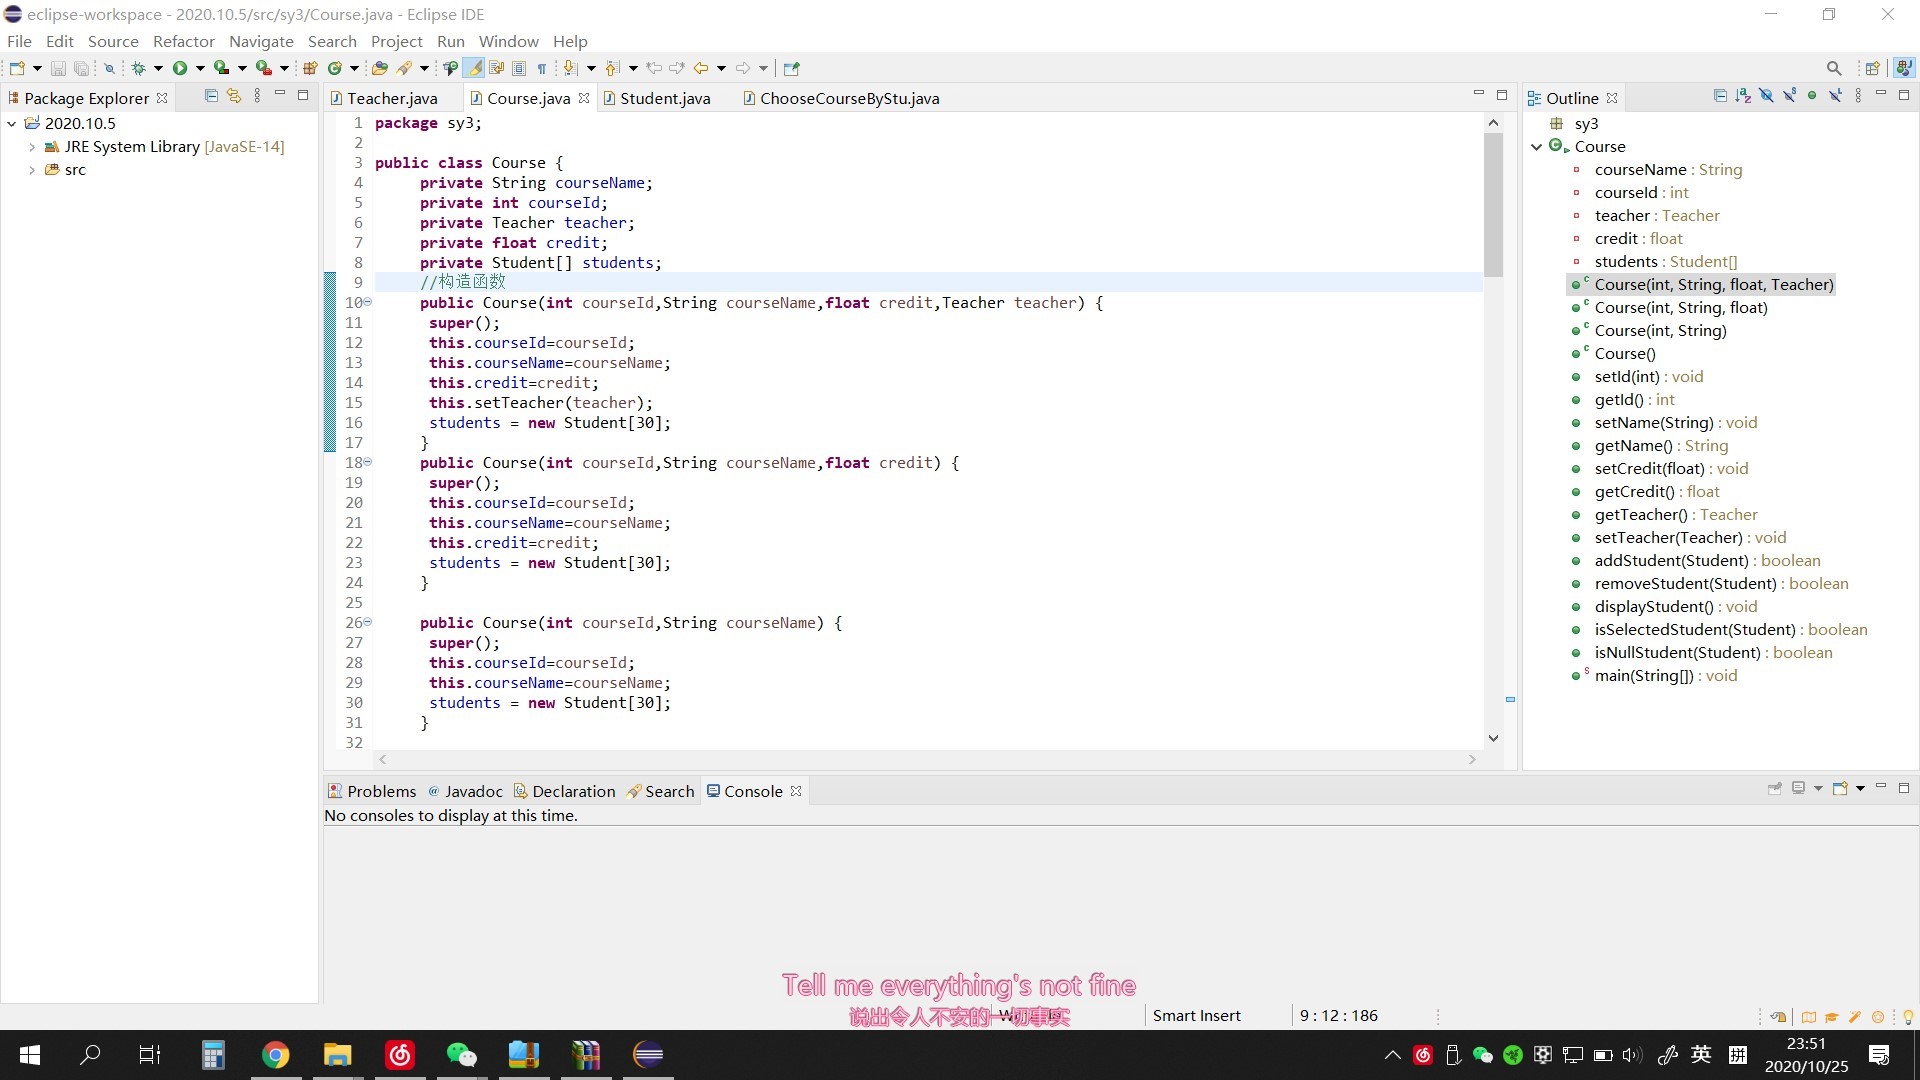 eclipse-workspace - 2020.10.5/src/sy3/Course.java - Eclipse IDE
File Edit Source Refactor Navigate Search Project Run Window Help
Package Explorer
2020.10.5
JRE System Library [JavaSE-14]
src
Teacher.java Course.java Student.java ChooseCourseByStu.java
1 package sy3;
2
3 public class Course {
4 private String courseName;
5 private int courseId;
6 private Teacher teacher;
7 private float credit;
8 private Student[] students;
9 //构造函数
10 public Course(int courseId,String courseName,float credit,Teacher teacher) {
11 super();
12 this.courseId=courseId;
13 this.courseName=courseName;
14 this.credit=credit;
15 this.setTeacher(teacher);
16 students = new Student[30];
17 }
18 public Course(int courseId,String courseName,float credit) {
19 super();
20 this.courseId=courseId;
21 this.courseName=courseName;
22 this.credit=credit;
23 students = new Student[30];
24 }
25
26 public Course(int courseId,String courseName) {
27 super();
28 this.courseId=courseId;
29 this.courseName=courseName;
30 students = new Student[30];
31 }
32
Outline
sy3
Course
courseName : String
courseId : int
teacher : Teacher
credit : float
students : Student[]
Course(int, String, float, Teacher)
Course(int, String, float)
Course(int, String)
Course()
setId(int) : void
getId() : int
setName(String) : void
getName() : String
setCredit(float) : void
getCredit() : float
getTeacher() : Teacher
setTeacher(Teacher) : void
addStudent(Student) : boolean
removeStudent(Student) : boolean
displayStudent() : void
isSelectedStudent(Student) : boolean
isNullStudent(Student) : boolean
main(String[]) : void
Problems @ Javadoc Declaration Search Console
No consoles to display at this time.
Tell me everything's not fine
说出令人不安的一切事实
Smart Insert
9 : 12 : 186
英
拼
23:51
2020/10/25